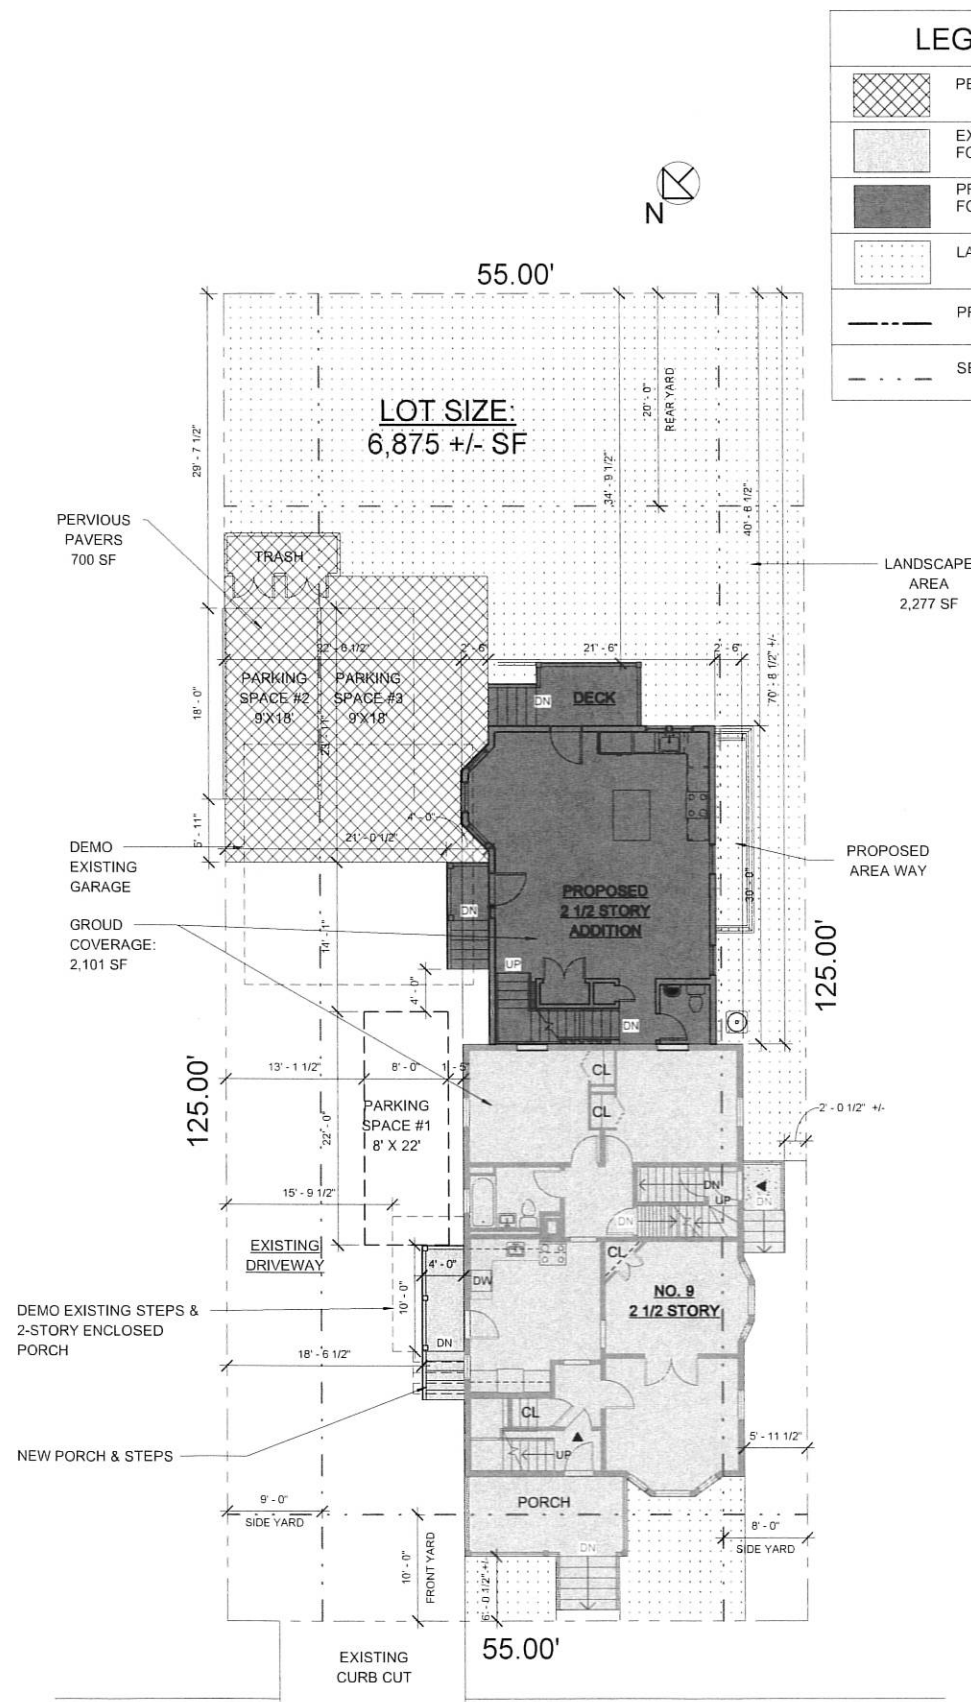 LEG
PE
EX
FO
PR
FO
LA
PR
SE
N
55.00'
LOT SIZE:
6,875 +/- SF
20' - 0"
REAR YARD
29' - 7 1/2"
34' - 9 1/2"
40' - 6 1/2"
70' - 8 1/2" +/-
PERVIOUS
PAVERS
700 SF
TRASH
LANDSCAPE
AREA
2,277 SF
22' - 6 1/2"
2' - 6"
21' - 6"
2' - 6"
PARKING
SPACE #2
9'X18'
PARKING
SPACE #3
9'X18'
18' - 0"
23' - 11"
DN
DECK
4' - 0"
21' - 0 1/2"
5' - 11"
DEMO
EXISTING
GARAGE
PROPOSED
AREA WAY
30' - 0"
PROPOSED
2 1/2 STORY
ADDITION
DN
GROUD
COVERAGE:
2,101 SF
14' - 1"
UP
4' - 0"
DN
125.00'
125.00'
13' - 1 1/2"
8' - 0"
1' - 5"
CL
CL
PARKING
SPACE #1
8' X 22'
22' - 0"
2' - 0 1/2" +/-
15' - 9 1/2"
DN
UP
DN
DN
EXISTING
DRIVEWAY
CL
4' - 0"
DW
NO. 9
2 1/2 STORY
10' - 0"
DEMO EXISTING STEPS &
2-STORY ENCLOSED
PORCH
DN
18' - 6 1/2"
CL
5' - 11 1/2"
NEW PORCH & STEPS
UP
PORCH
9' - 0"
SIDE YARD
8' - 0"
SIDE YARD
10' - 0"
FRONT YARD
DN
6' - 0 1/2" +/-
55.00'
EXISTING
CURB CUT